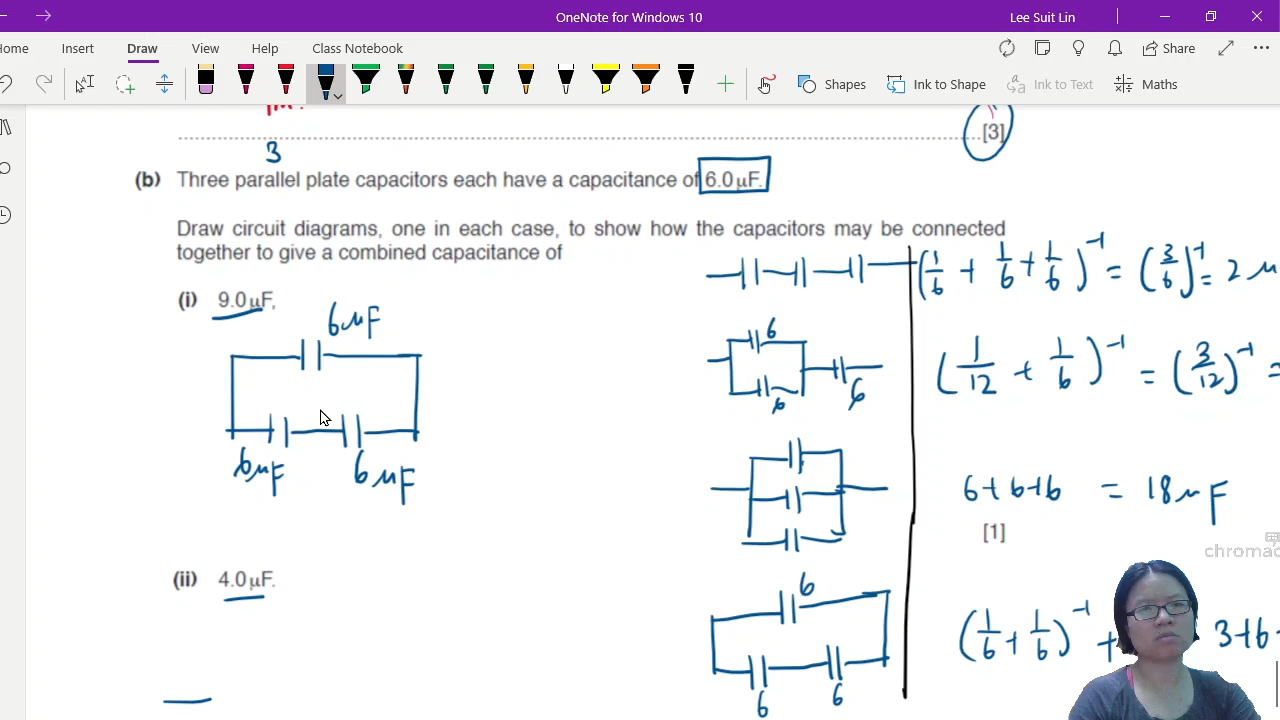 OneNote for Windows 10
Lee Suit Lin
Home Insert Draw View Help Class Notebook
Share
Shapes Ink to Shape Ink to Text Maths
[3]
3
(b) Three parallel plate capacitors each have a capacitance of 6.0 μF.
Draw circuit diagrams, one in each case, to show how the capacitors may be connected
together to give a combined capacitance of
(1/6 + 1/6 + 1/6)^-1 = (3/6)^-1 = 2 μ
(i) 9.0 μF,
6 μF
6
6
6
(1/12 + 1/6)^-1 = (3/12)^-1 =
6 μF 6 μF
6+6+6 = 18 μF
[1]
chromac
(ii) 4.0 μF.
6
6 6
(1/6 + 1/6)^-1 + 3+6